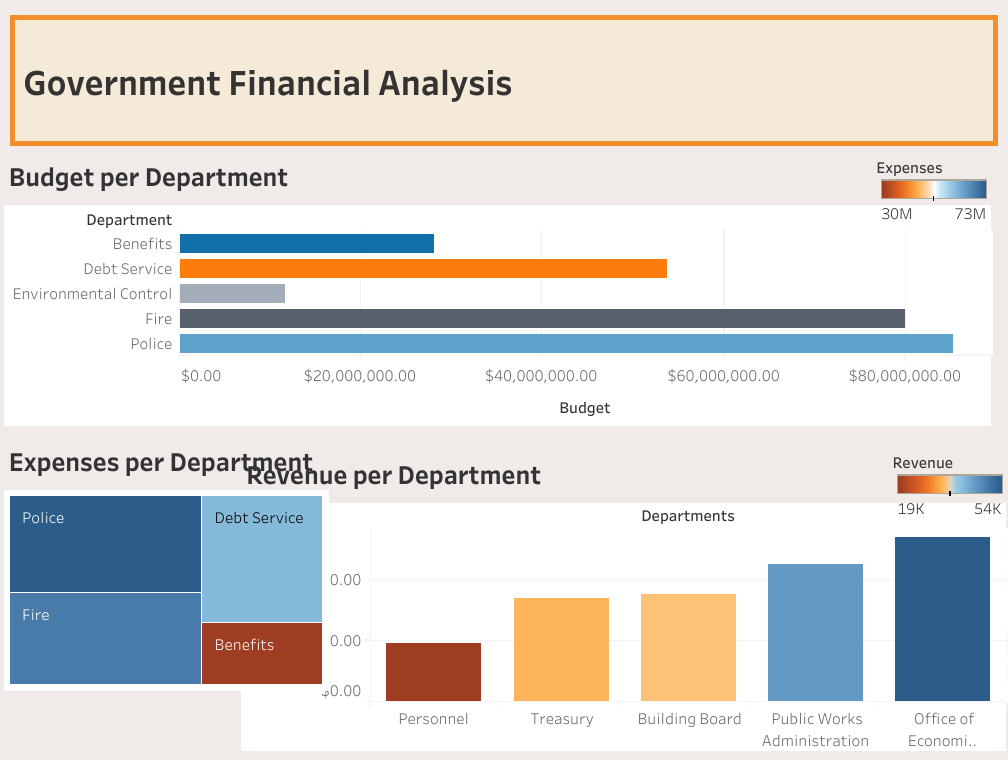 Government Financial Analysis
Budget per Department
Expenses
30M 73M
Department
Benefits
Debt Service
Environmental Control
Fire
Police
$0.00 $20,000,000.00 $40,000,000.00 $60,000,000.00 $80,000,000.00
Budget
Expenses per Department
Revenue per Department
Revenue
19K 54K
Police
Debt Service
Fire
Benefits
Departments
0.00
0.00
$0.00
Personnel
Treasury
Building Board
Public Works
Administration
Office of
Economi..